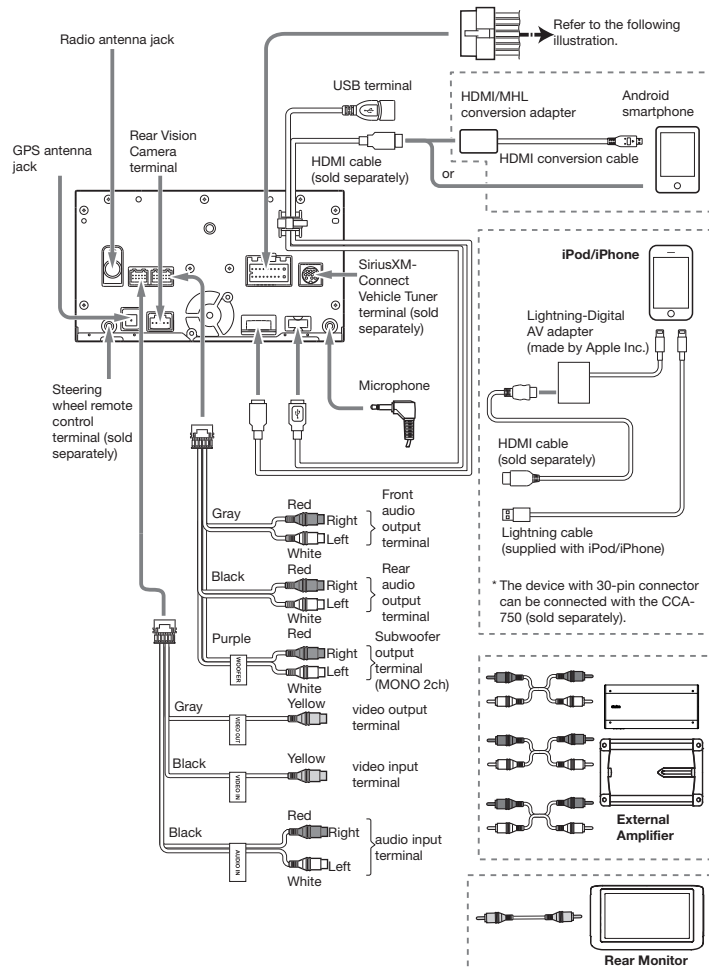 Refer to the following
illustration.
Radio antenna jack
USB terminal
HDMI/MHL
conversion adapter
Android
smartphone
GPS antenna
jack
Rear Vision
Camera
terminal
HDMI cable
(sold separately)
HDMI conversion cable
or
SiriusXM-
Connect
Vehicle Tuner
terminal (sold
separately)
iPod/iPhone
Lightning-Digital
AV adapter
(made by Apple Inc.)
Steering
wheel remote
control
terminal (sold
separately)
Microphone
HDMI cable
(sold separately)
Lightning cable
(supplied with iPod/iPhone)
* The device with 30-pin connector
can be connected with the CCA-
750 (sold separately).
Gray
Red
Right
Left
White
Front
audio
output
terminal
Black
Red
Right
Left
White
Rear
audio
output
terminal
Purple
WOOFER
Red
Right
Left
White
Subwoofer
output
terminal
(MONO 2ch)
Gray
VIDEO OUT
Yellow
video output
terminal
Black
VIDEO IN
Yellow
video input
terminal
Black
AUDIO IN
Red
Right
Left
White
audio input
terminal
External
Amplifier
Rear Monitor